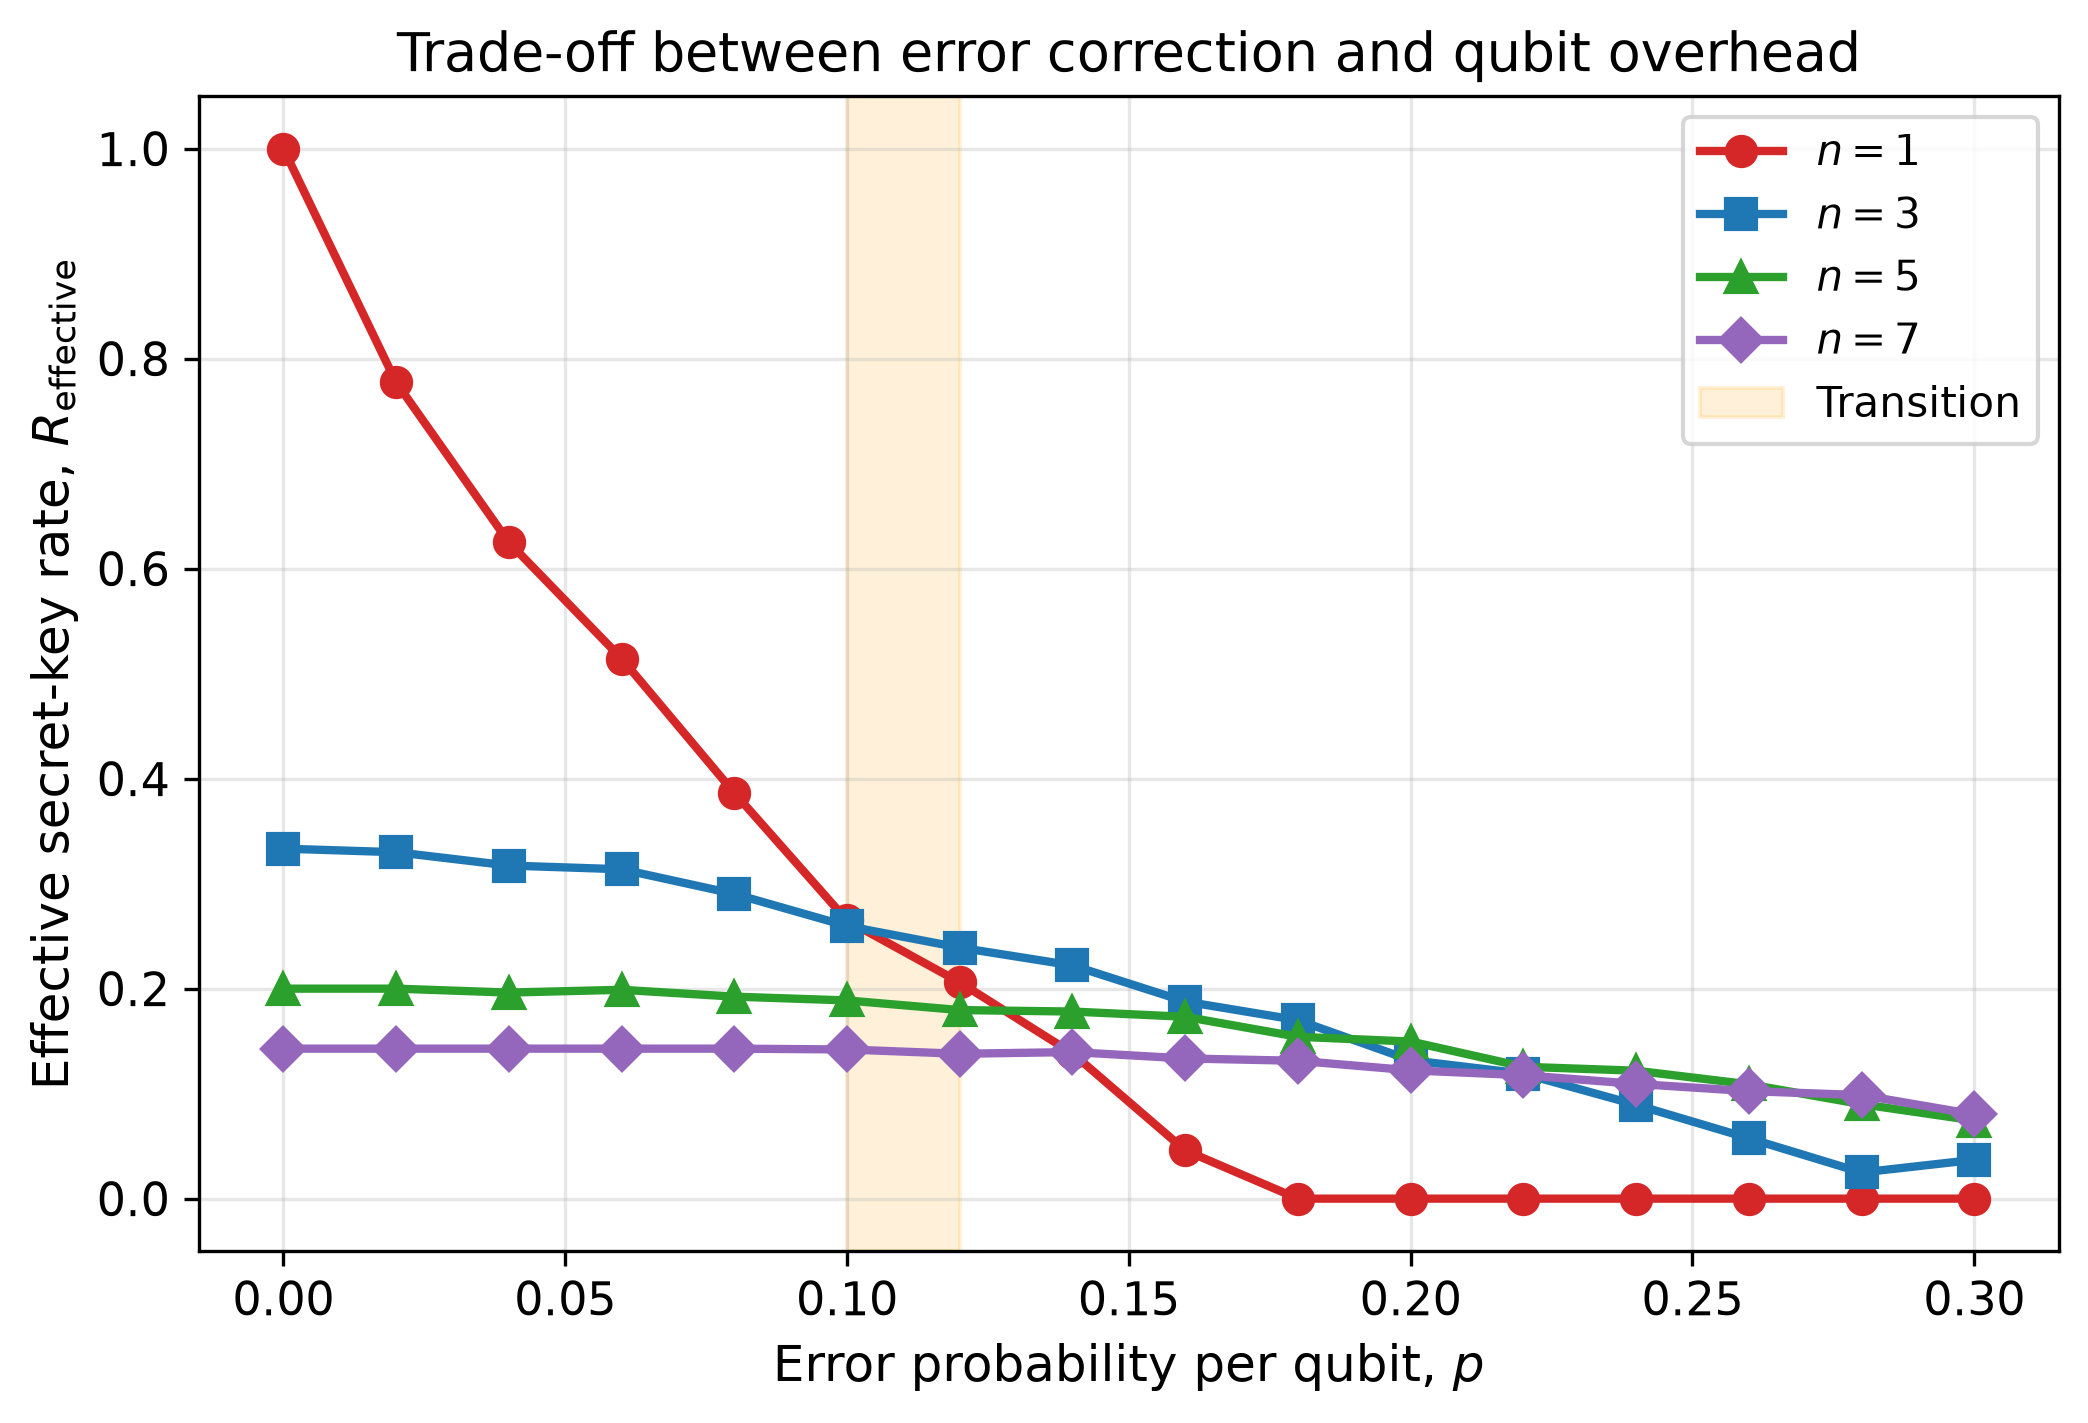 Trade-off between error correction and qubit overhead
Effective secret-key rate, R_effective
1.0
0.8
0.6
0.4
0.2
0.0
n = 1
n = 3
n = 5
n = 7
Transition
0.00 0.05 0.10 0.15 0.20 0.25 0.30
Error probability per qubit, p